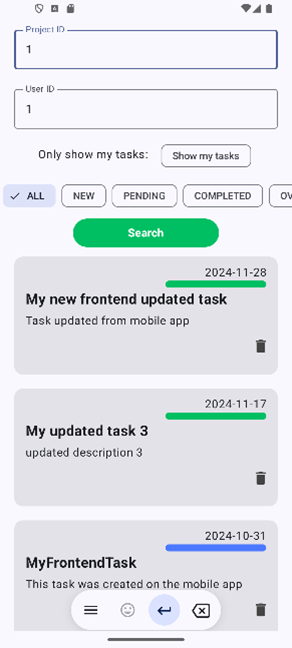 Project ID
1
User ID
1
Only show my tasks: Show my tasks
ALL NEW PENDING COMPLETED OV
Search
2024-11-28
My new frontend updated task
Task updated from mobile app
2024-11-17
My updated task 3
updated description 3
2024-10-31
MyFrontendTask
This task was created on the mobile app